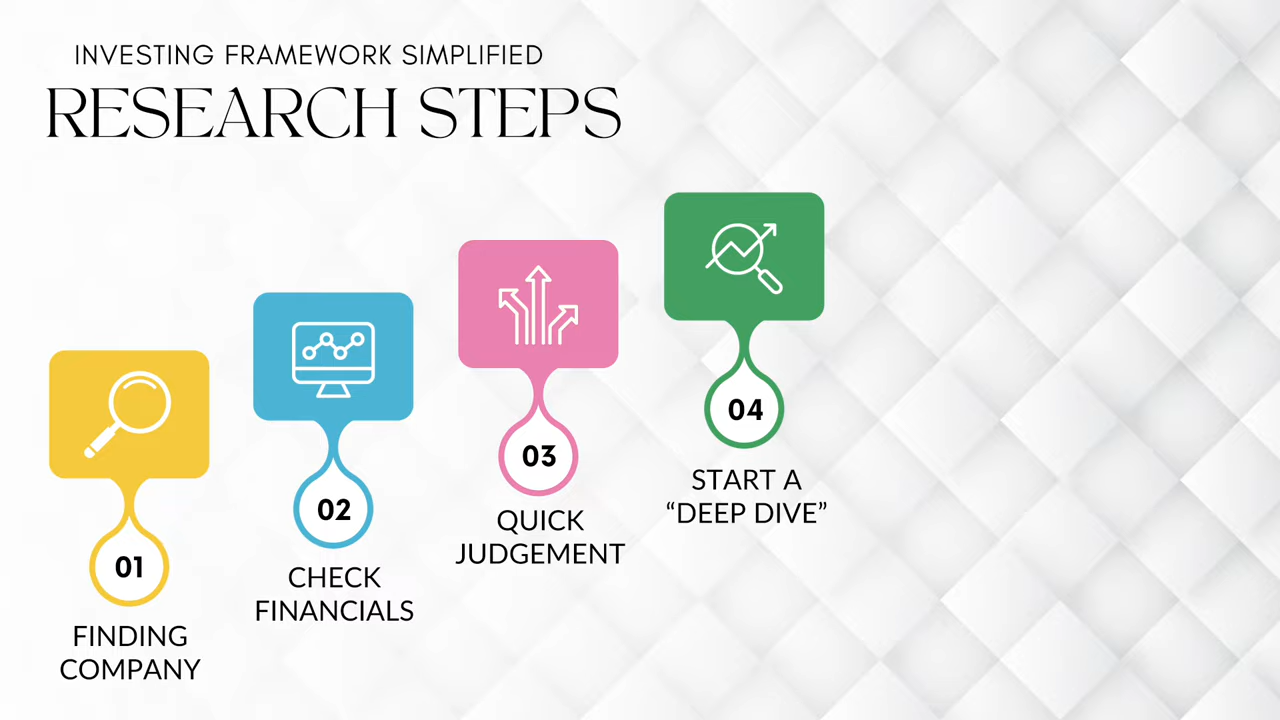 INVESTING FRAMEWORK SIMPLIFIED
RESEARCH STEPS
01
FINDING
COMPANY
02
CHECK
FINANCIALS
03
QUICK
JUDGEMENT
04
START A
“DEEP DIVE”